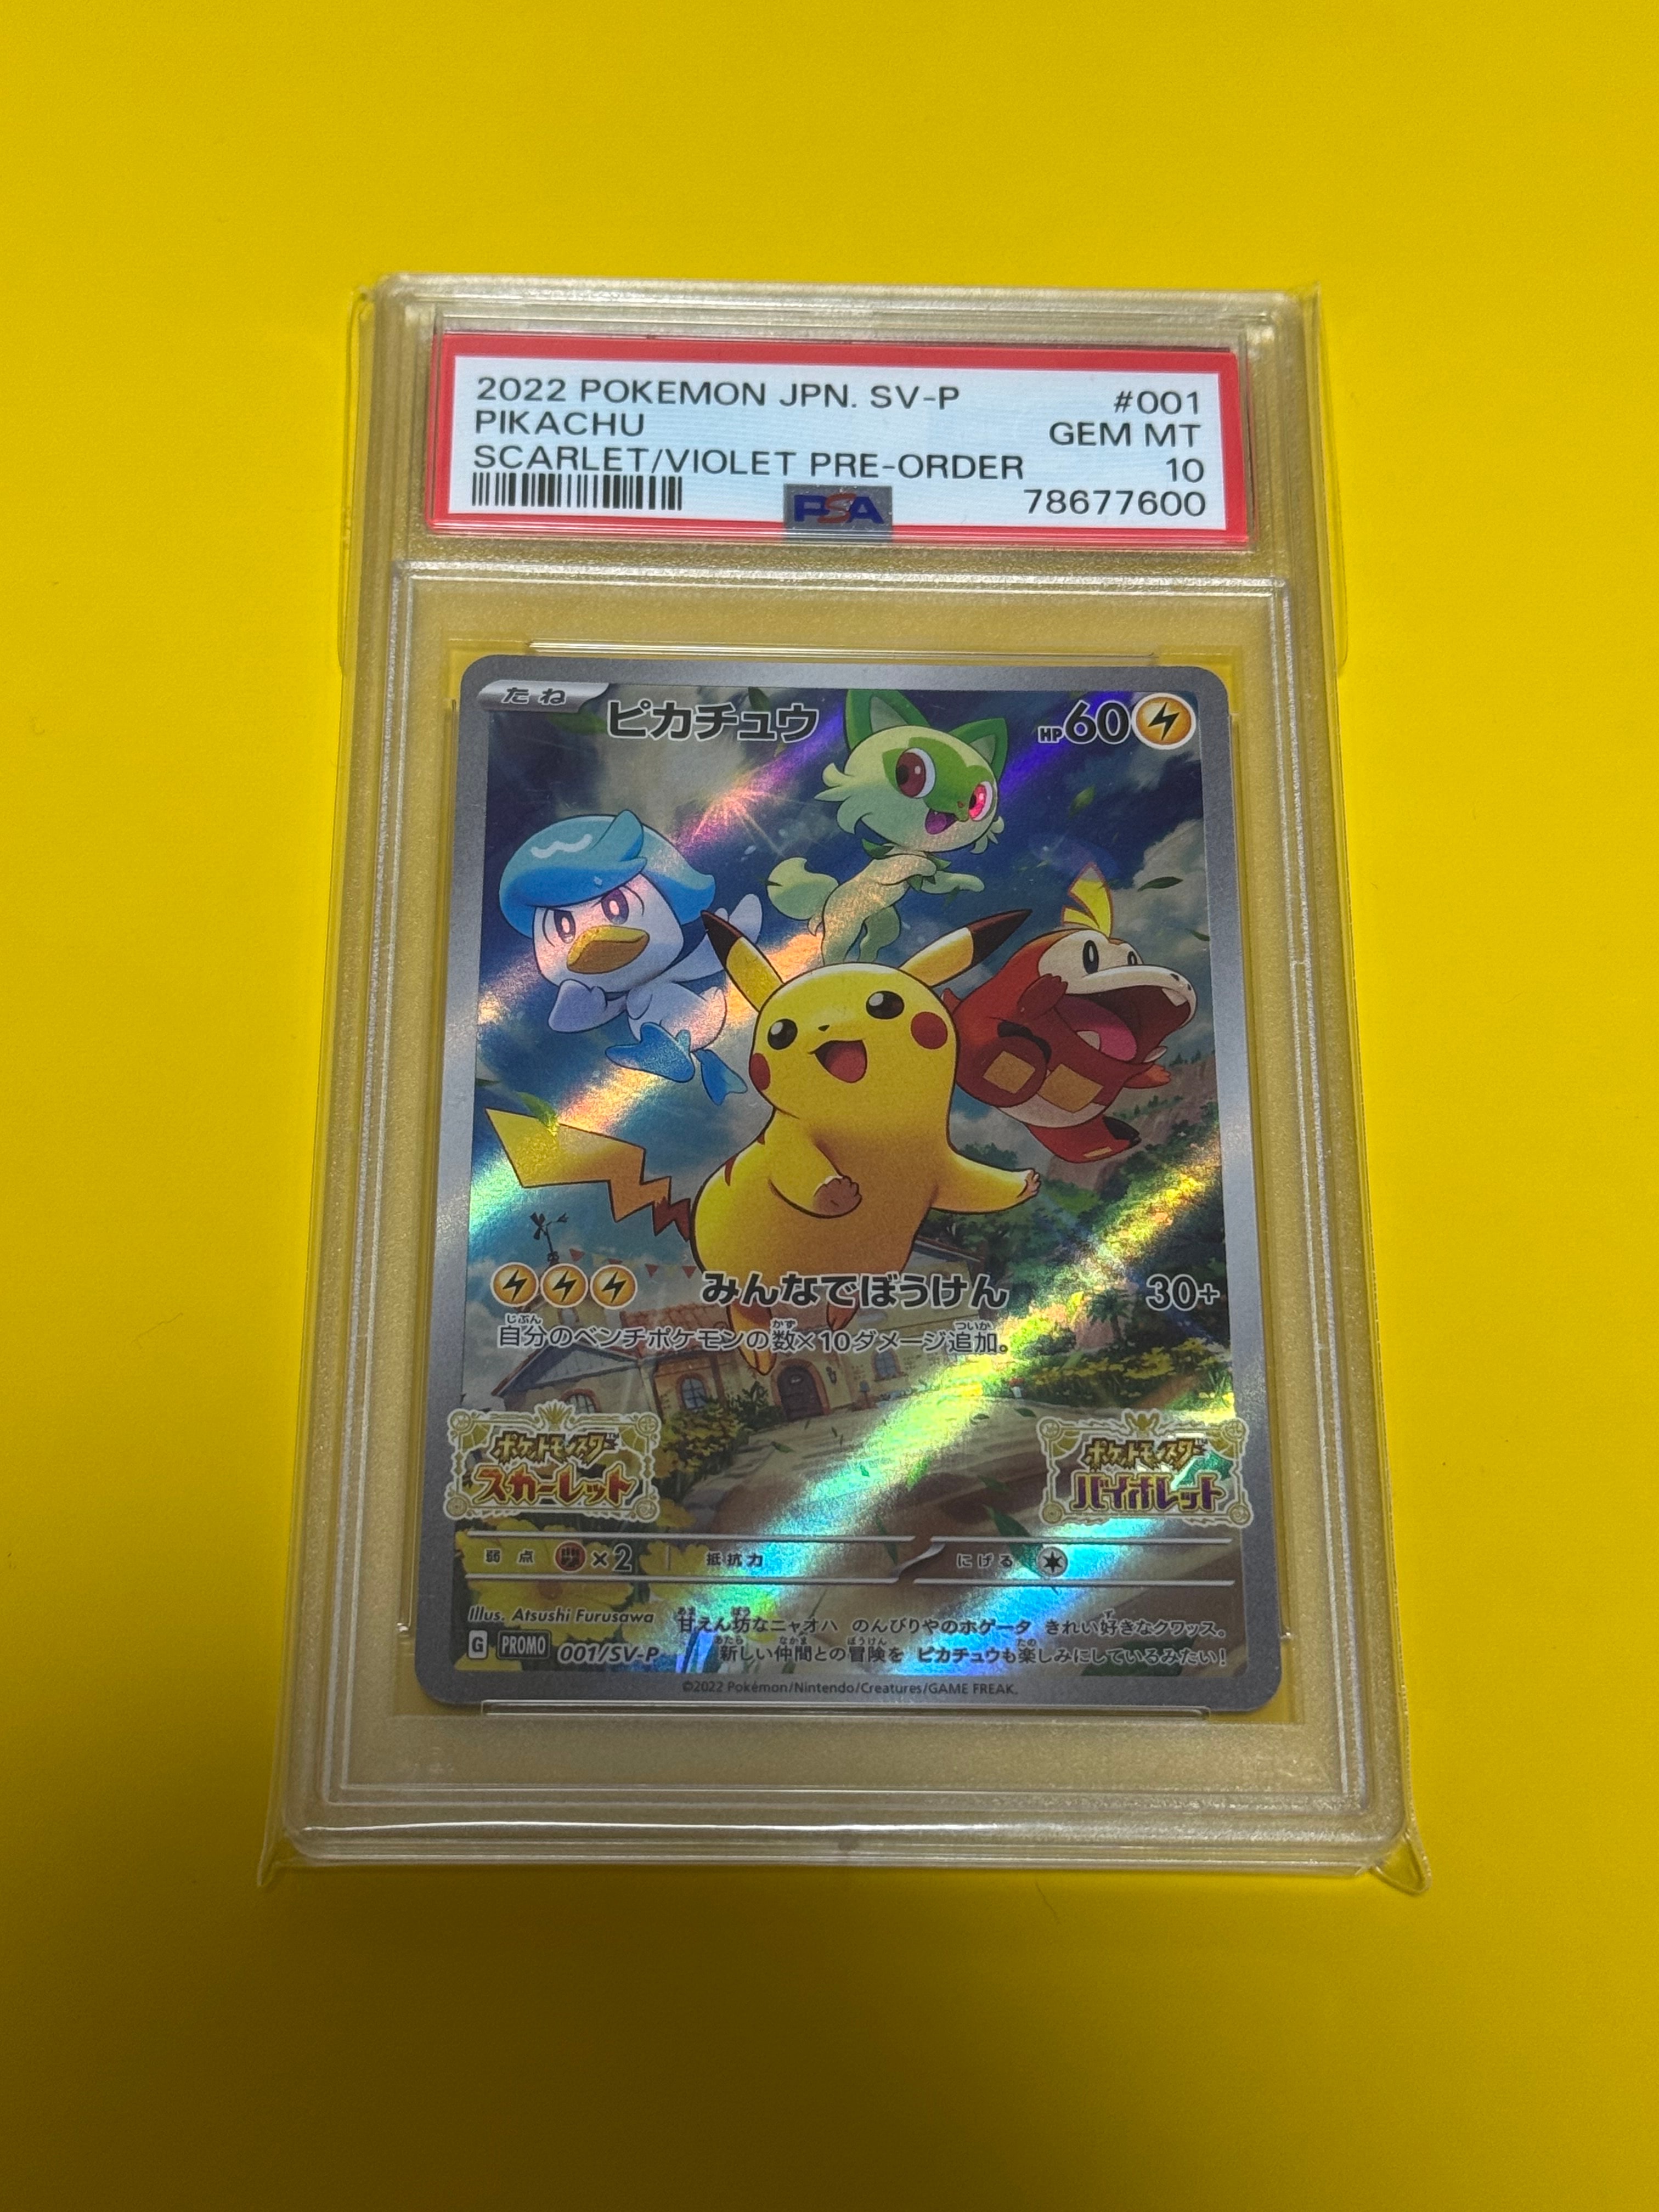 2022 POKEMON JPN. SV-P #001
PIKACHU GEM MT
SCARLET/VIOLET PRE-ORDER 10
PSA 78677600
たね ピカチュウ HP60
みんなでぼうけん 30+
自分のベンチポケモンの数×10ダメージ追加。
ポケットモンスター スカーレット
ポケットモンスター バイオレット
弱点 ×2 抵抗力 にげる
Illus. Atsushi Furusawa
G PROMO 001/SV-P
甘えん坊なニャオハ のんびりやのホゲータ きれい好きなクワッス。
新しい仲間との冒険を ピカチュウも楽しみにしているみたい!
©2022 Pokémon/Nintendo/Creatures/GAME FREAK.